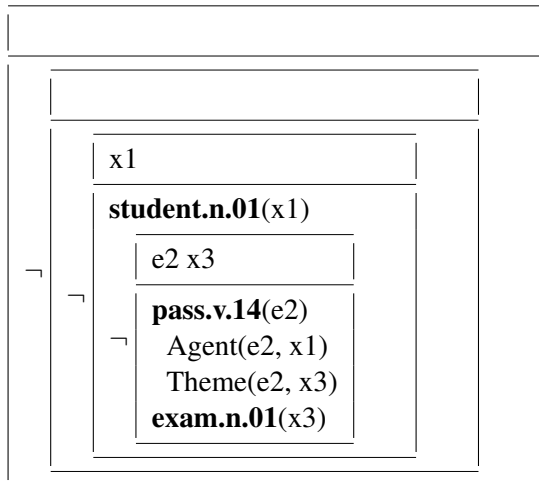 x1
student.n.01(x1)
e2 x3
¬ ¬ ¬ pass.v.14(e2)
Agent(e2, x1)
Theme(e2, x3)
exam.n.01(x3)